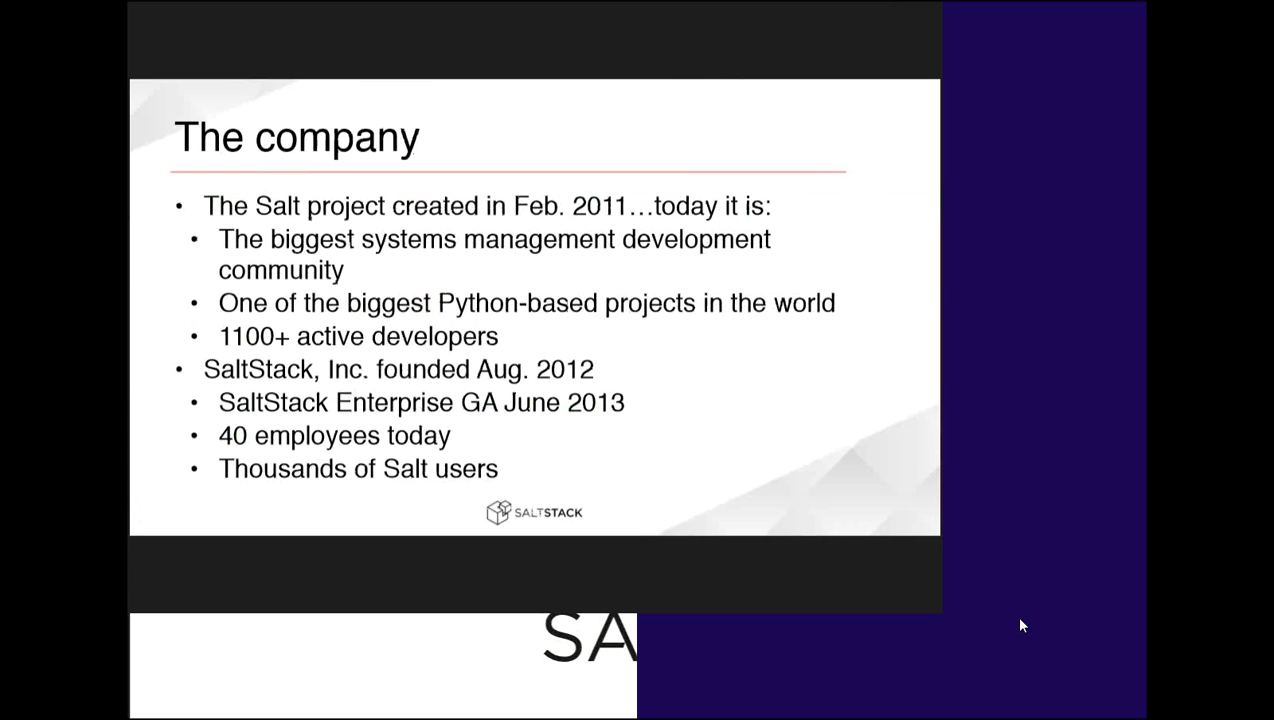 The company
• The Salt project created in Feb. 2011…today it is:
• The biggest systems management development
community
• One of the biggest Python-based projects in the world
• 1100+ active developers
• SaltStack, Inc. founded Aug. 2012
• SaltStack Enterprise GA June 2013
• 40 employees today
• Thousands of Salt users
SALTSTACK
SA